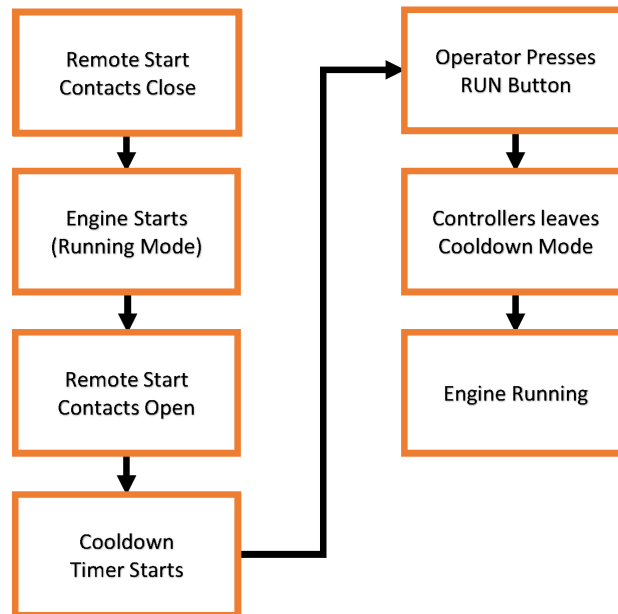 Remote Start
Contacts Close
Engine Starts
(Running Mode)
Remote Start
Contacts Open
Cooldown
Timer Starts
Operator Presses
RUN Button
Controllers leaves
Cooldown Mode
Engine Running